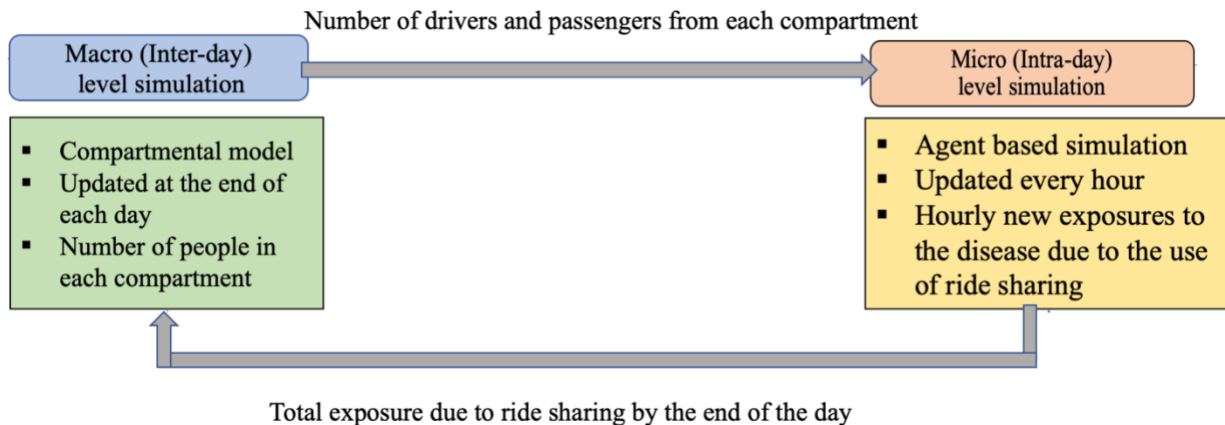 Number of drivers and passengers from each compartment
Macro (Inter-day)
level simulation
Micro (Intra-day)
level simulation
▪ Compartmental model
▪ Updated at the end of
each day
▪ Number of people in
each compartment
▪ Agent based simulation
▪ Updated every hour
▪ Hourly new exposures to
the disease due to the use
of ride sharing
Total exposure due to ride sharing by the end of the day